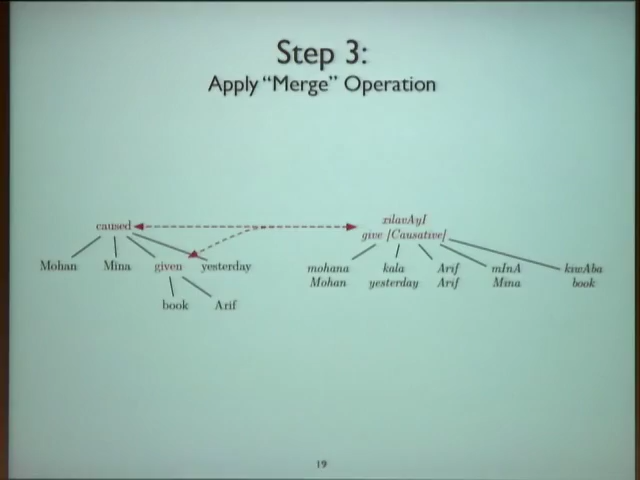 Step 3:
Apply “Merge” Operation
caused
Mohan Mina given yesterday
book Arif
xilavAyI
give [Causative]
mohana kala Arif mInA kiwAba
Mohan yesterday Arif Mina book
19